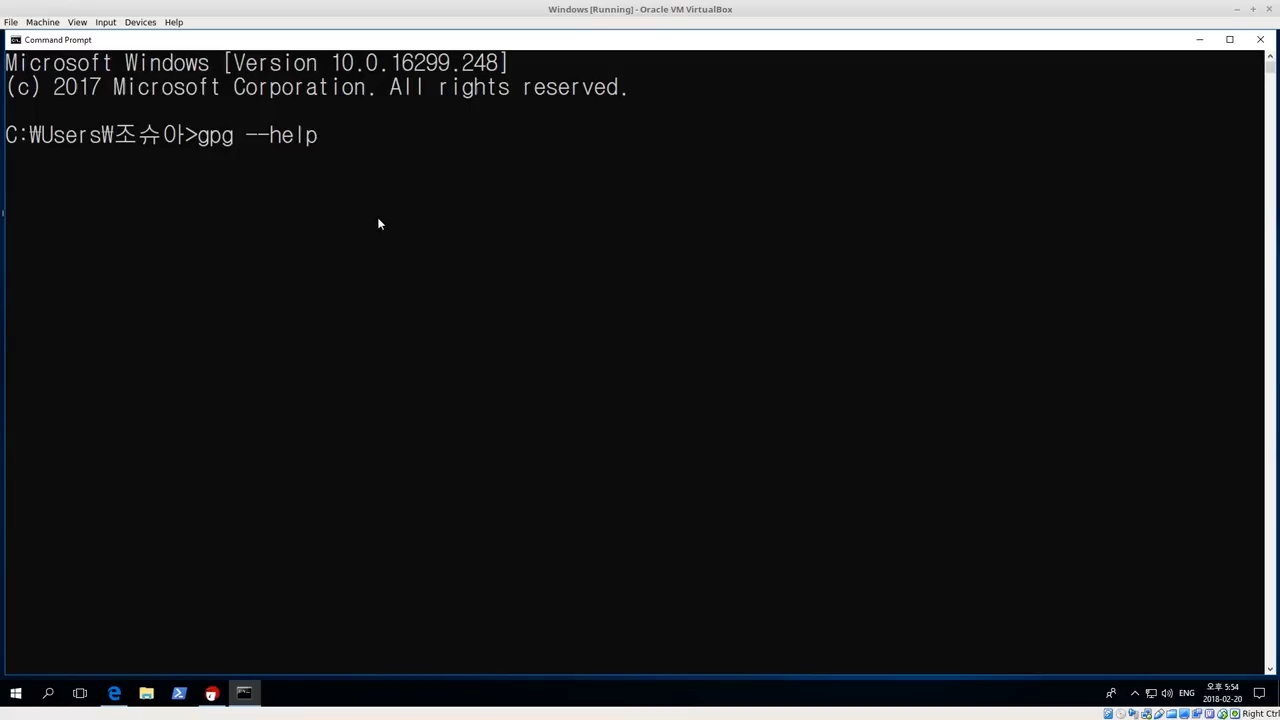 Windows [Running] - Oracle VM VirtualBox
File Machine View Input Devices Help
Command Prompt
Microsoft Windows [Version 10.0.16299.248]
(c) 2017 Microsoft Corporation. All rights reserved.
C:₩Users₩조슈아>gpg --help
ENG
오후 5:54
2018-02-20
Right Ctrl